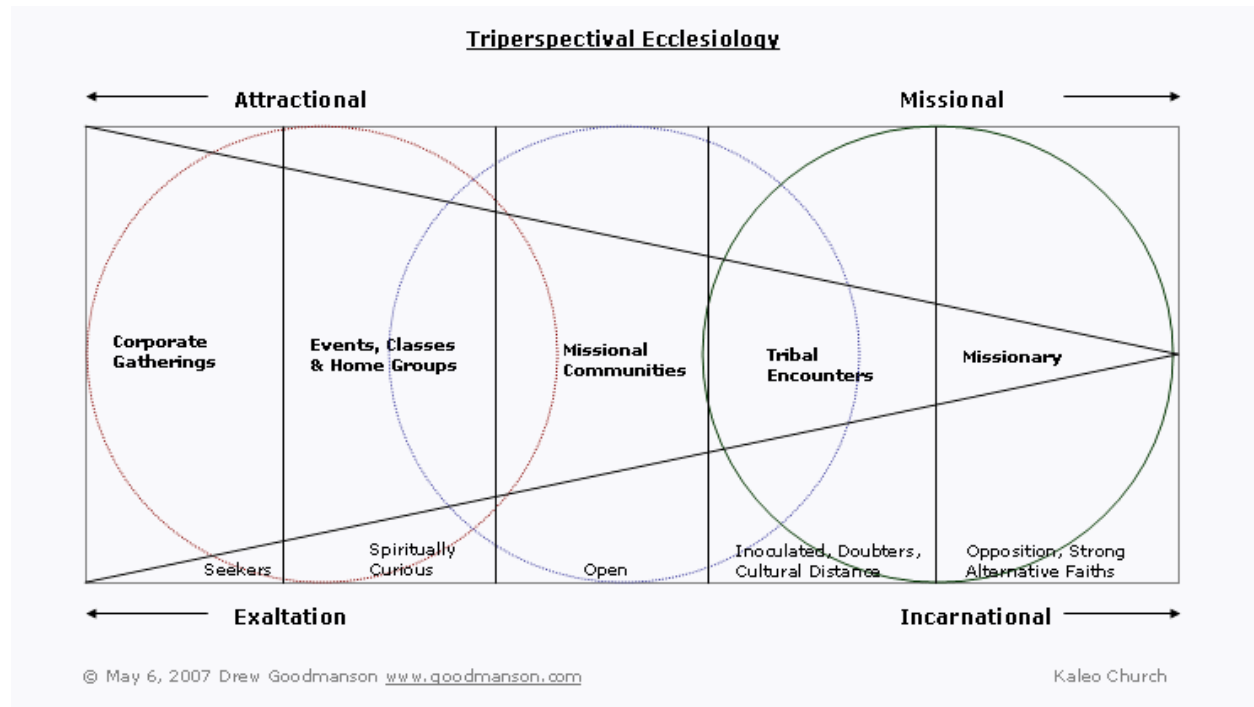 Triperspectival Ecclesiology
Attractional
Missional
Corporate
Gatherings
Events, Classes
& Home Groups
Missional
Communities
Tribal
Encounters
Missionary
Seekers
Spiritually
Curious
Open
Inoculated, Doubters,
Cultural Distance
Opposition, Strong
Alternative Faiths
Exaltation
Incarnational
© May 6, 2007 Drew Goodmanson www.goodmanson.com
Kaleo Church